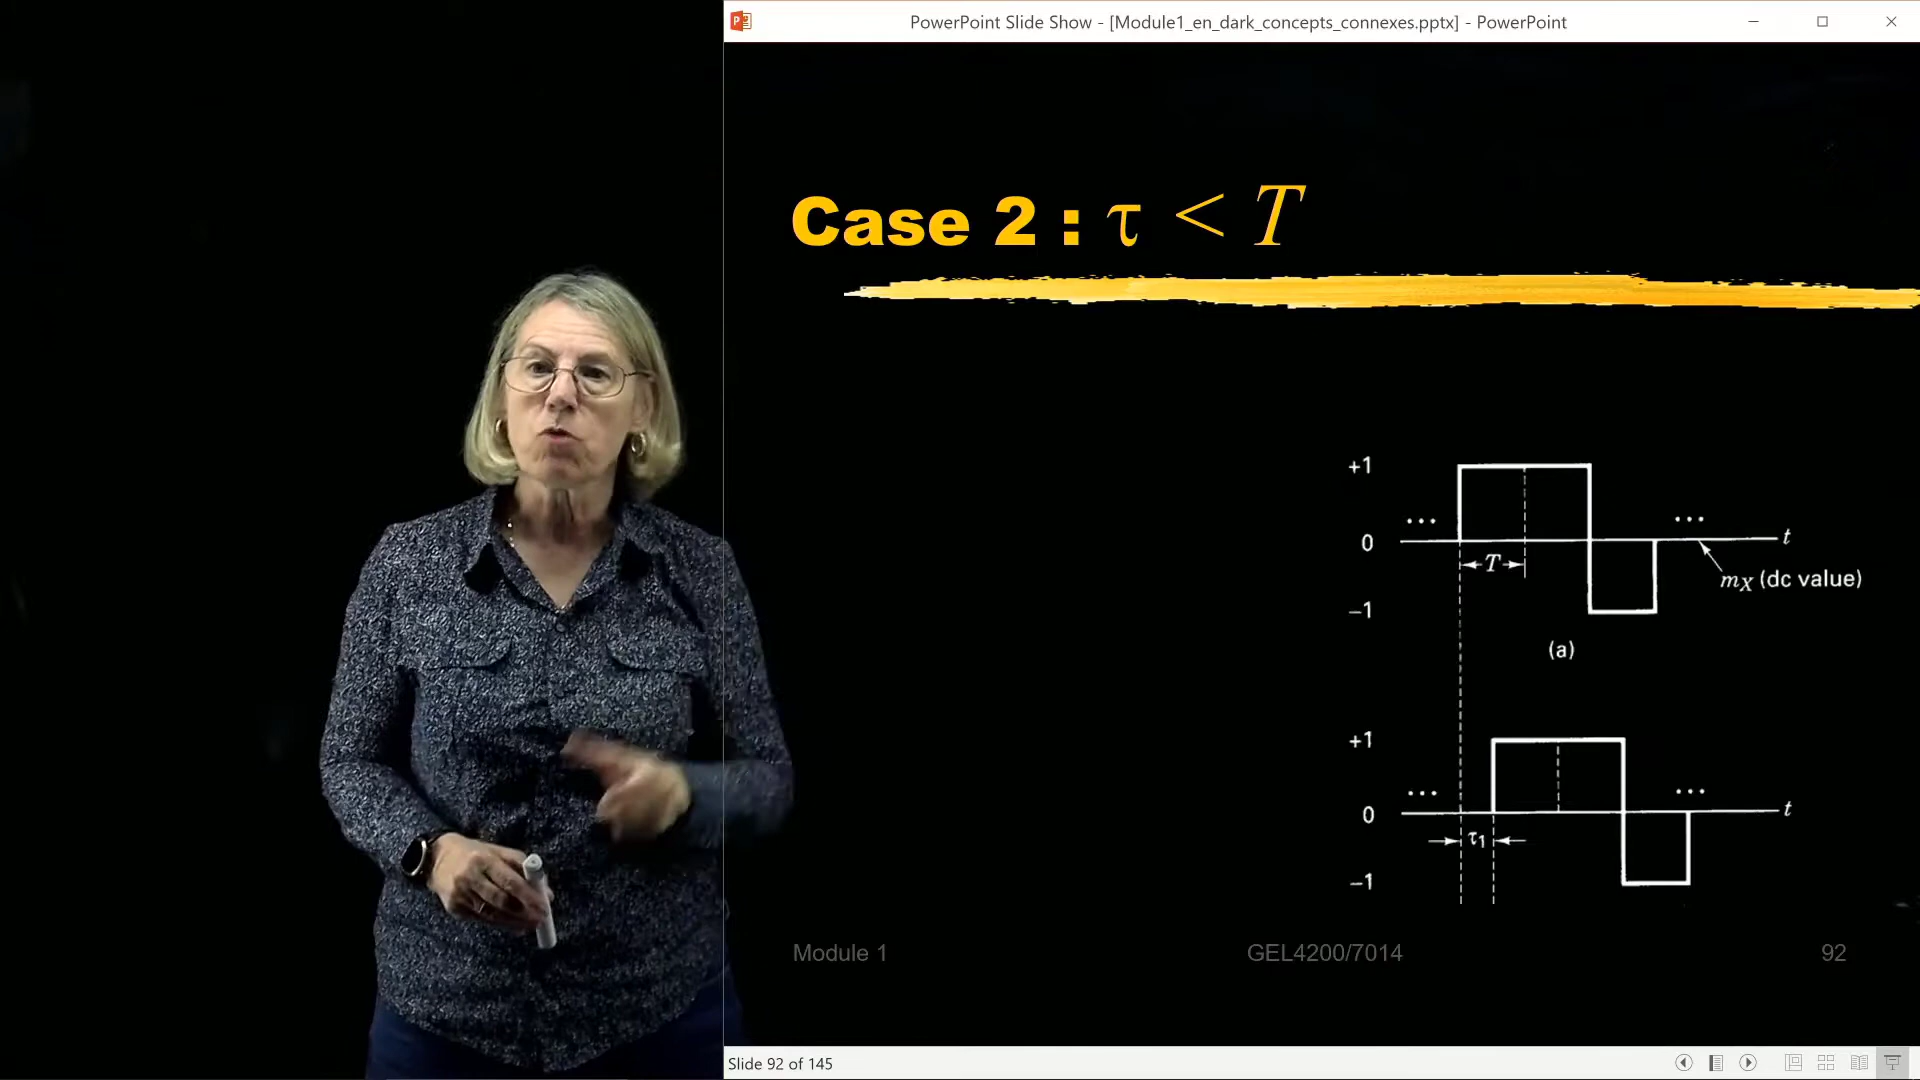 PowerPoint Slide Show - [Module1_en_dark_concepts_connexes.pptx] - PowerPoint
Case 2 : τ < T
+1
... ...
0 t
T
mX (dc value)
−1
(a)
+1
... ...
0 t
τ1
−1
Module 1 GEL4200/7014 92
Slide 92 of 145